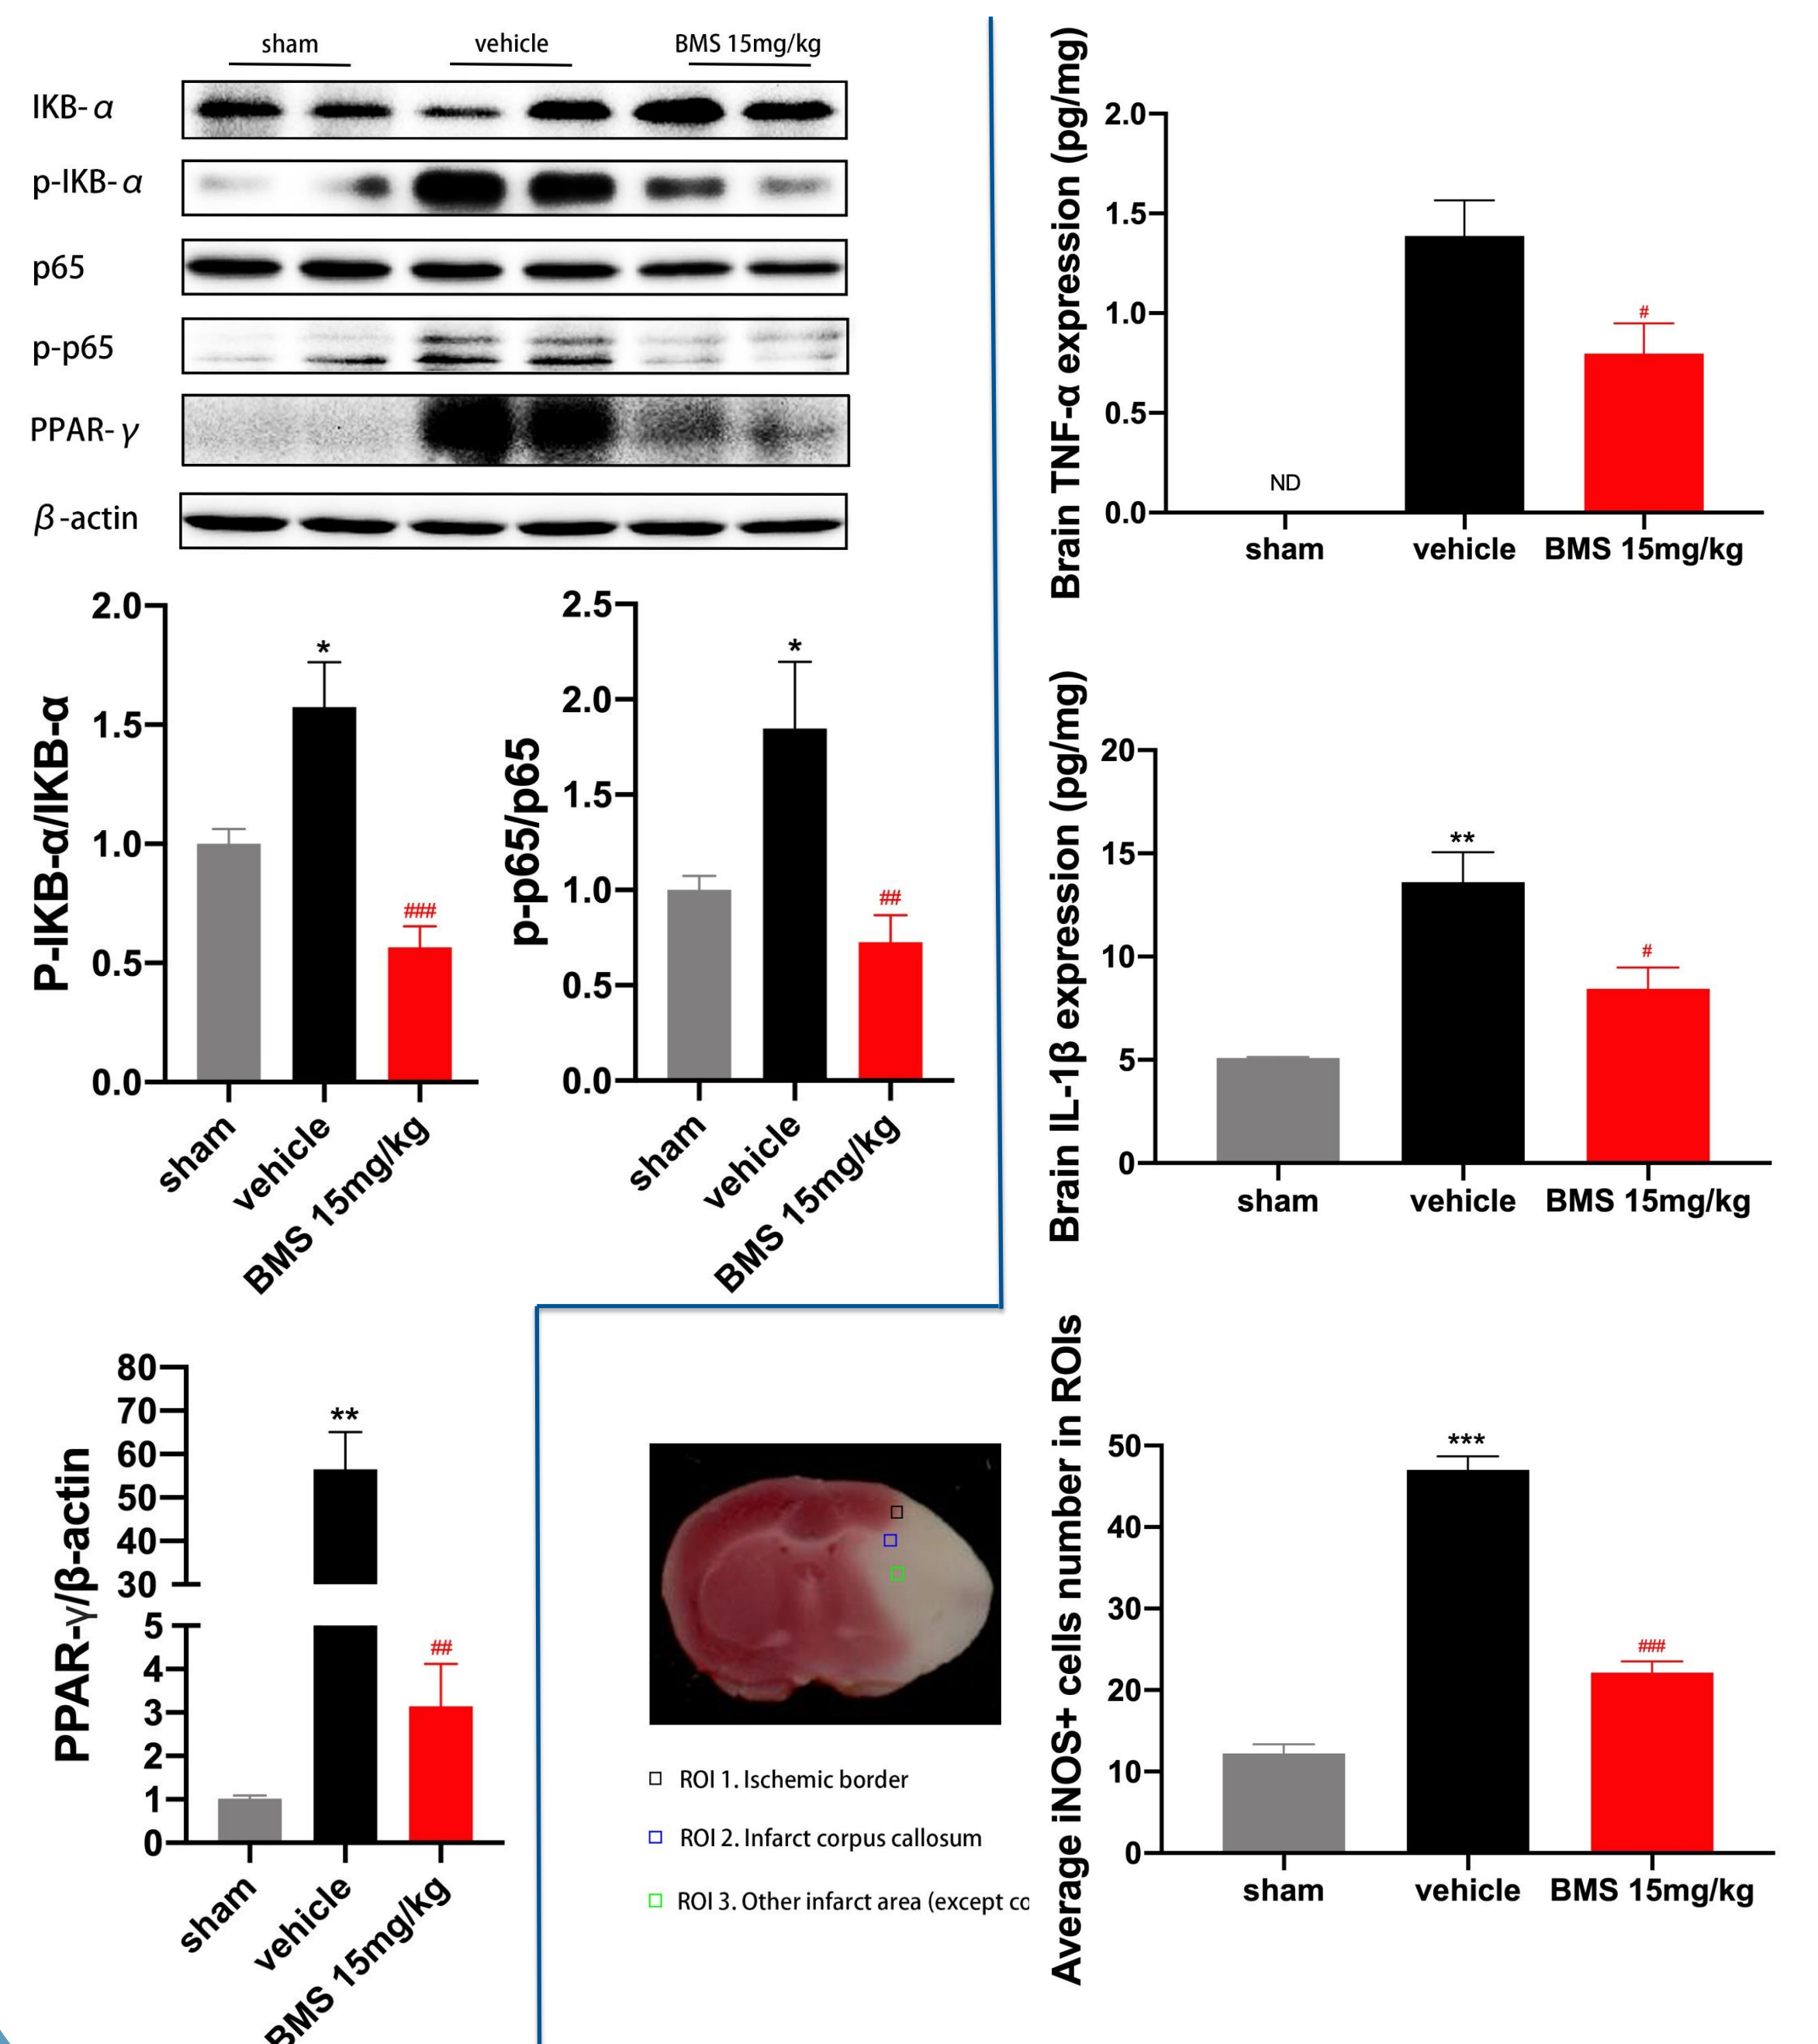 sham vehicle BMS 15mg/kg
IKB-α
p-IKB-α
p65
p-p65
PPAR-γ
β-actin
P-IKB-α/IKB-α
2.0
1.5
1.0
0.5
0.0
*
###
sham vehicle BMS 15mg/kg
p-p65/p65
2.5
2.0
1.5
1.0
0.5
0.0
*
##
sham vehicle BMS 15mg/kg
PPAR-γ/β-actin
80
70
60
50
40
30
5
4
3
2
1
0
**
##
sham vehicle BMS 15mg/kg
ROI 1. Ischemic border
ROI 2. Infarct corpus callosum
ROI 3. Other infarct area (except cc
Brain TNF-α expression (pg/mg)
2.0
1.5
1.0
0.5
0.0
ND
#
sham vehicle BMS 15mg/kg
Brain IL-1β expression (pg/mg)
20
15
10
5
0
**
#
sham vehicle BMS 15mg/kg
Average iNOS+ cells number in ROIs
50
40
30
20
10
0
***
###
sham vehicle BMS 15mg/kg